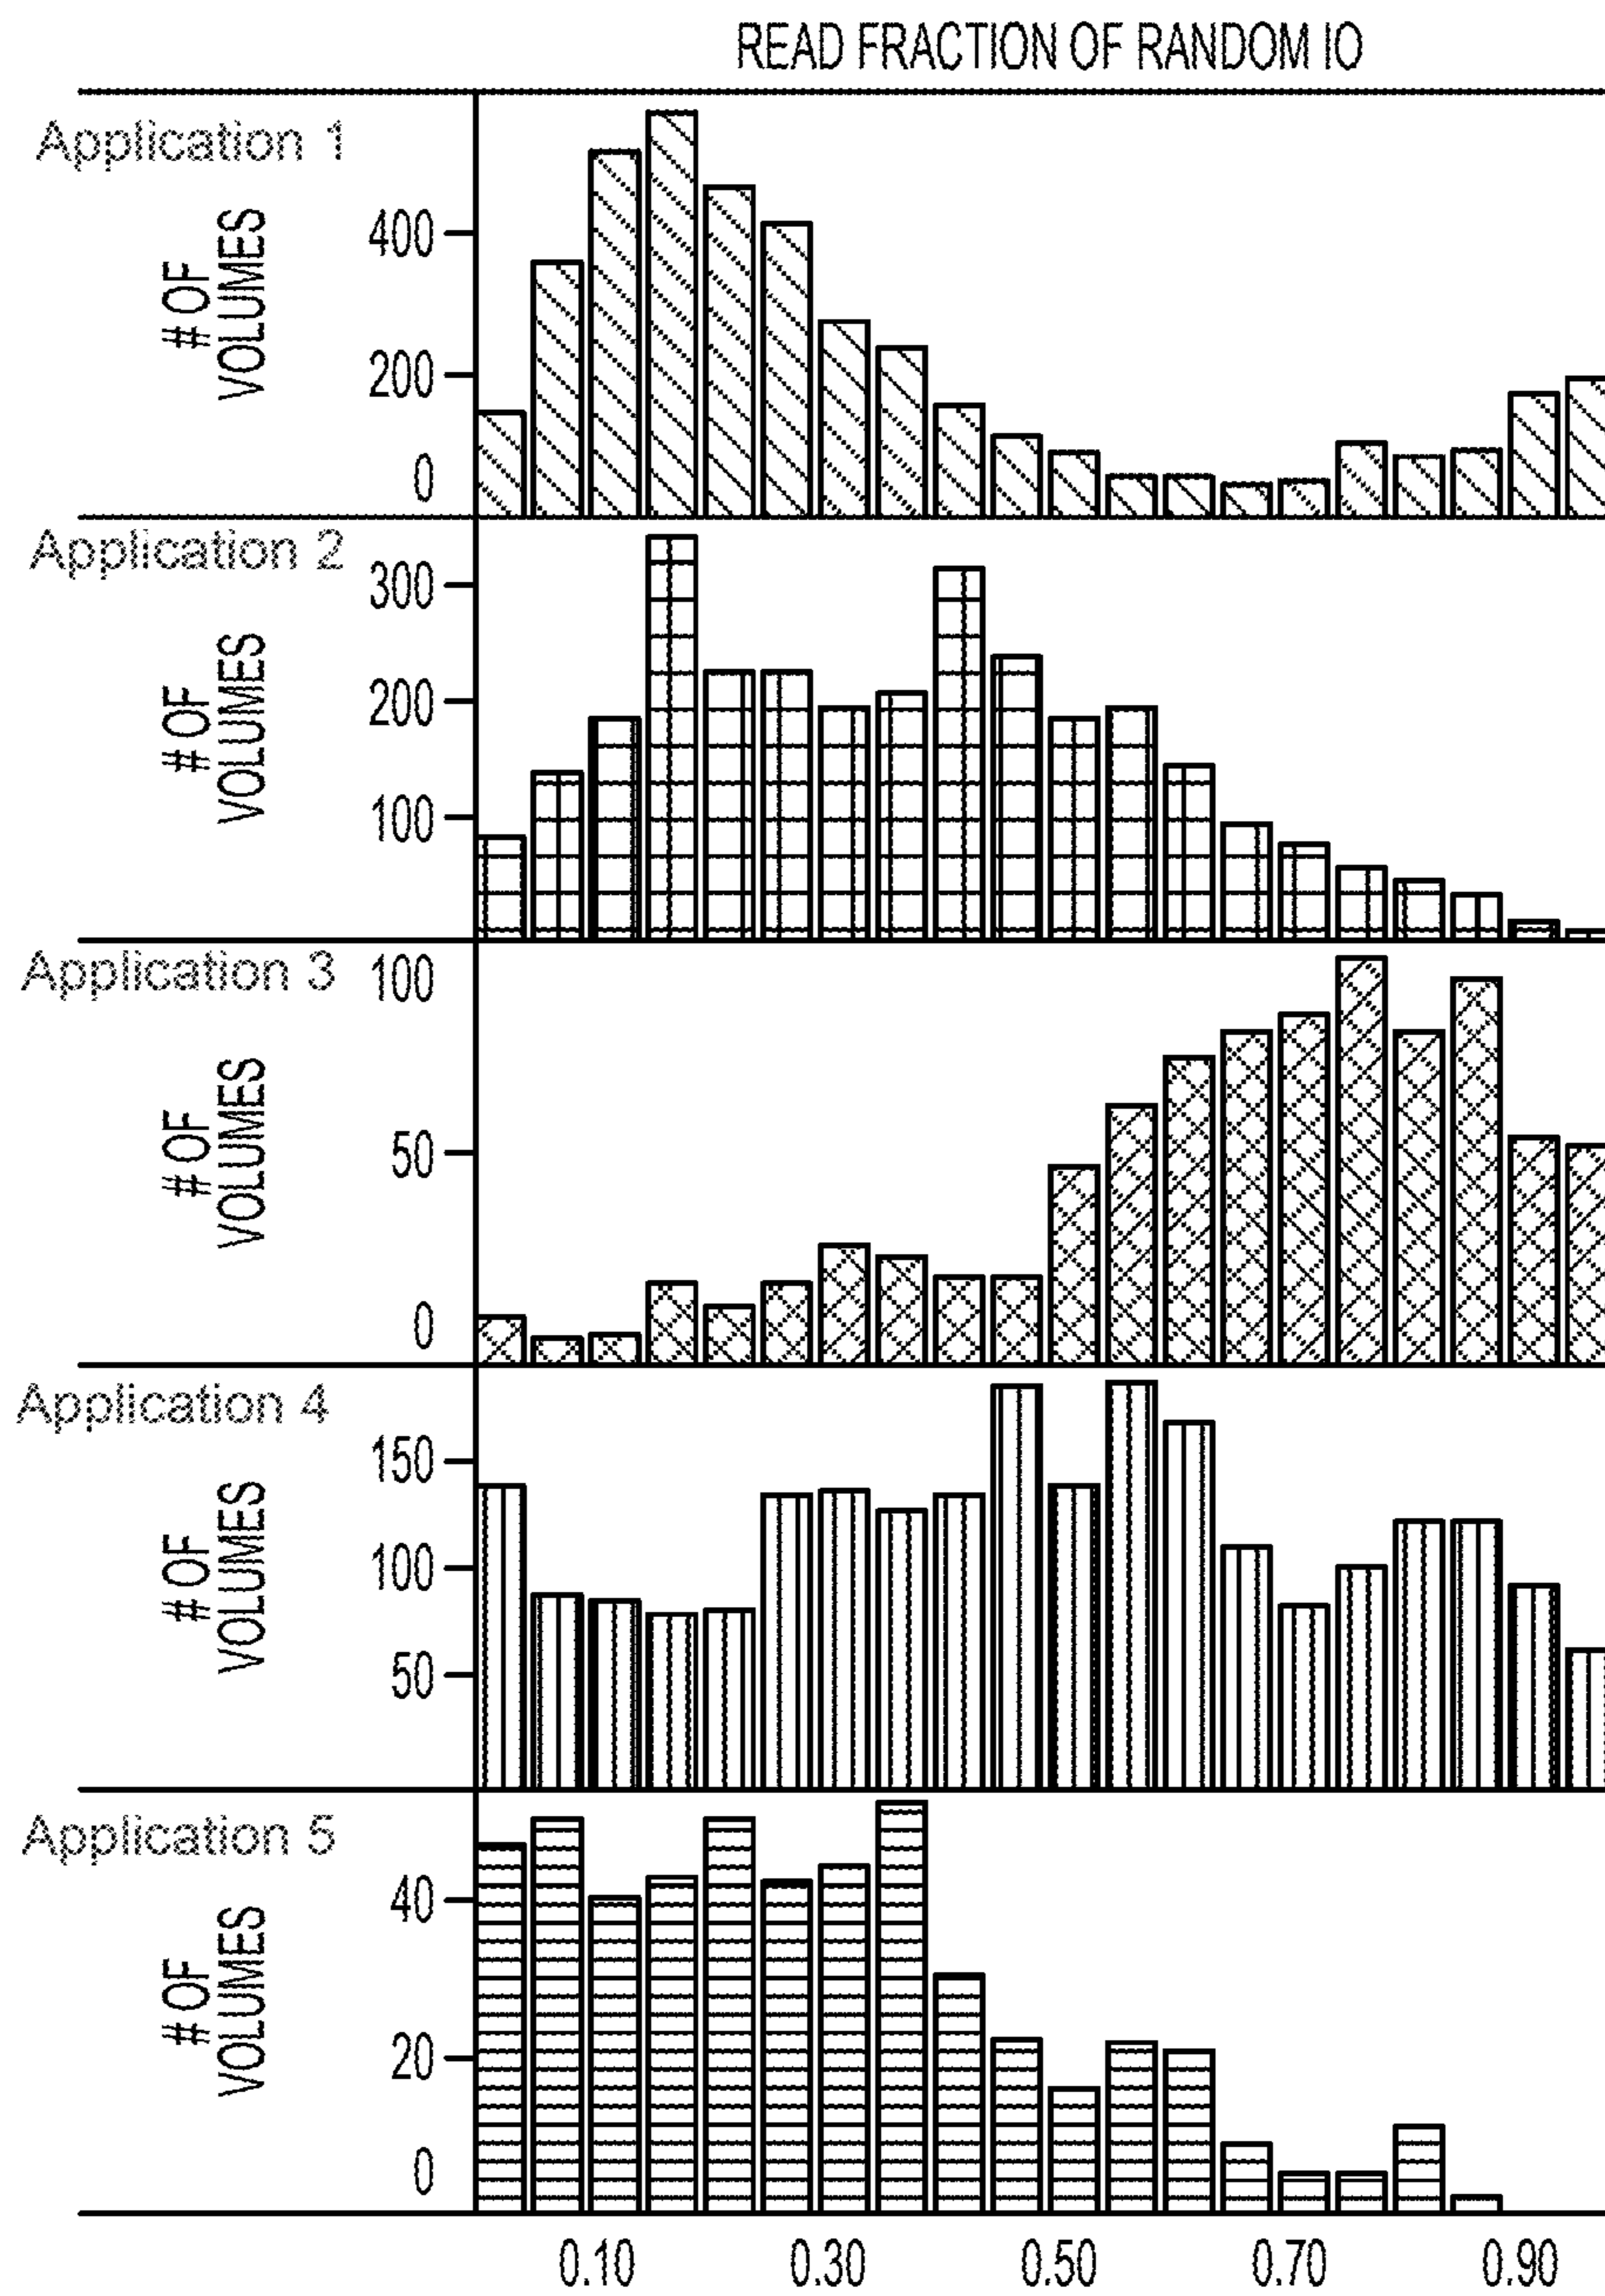 READ FRACTION OF RANDOM IO
Application 1
# OF
VOLUMES
400
200
0
Application 2
# OF
VOLUMES
300
200
100
Application 3
# OF
VOLUMES
100
50
0
Application 4
# OF
VOLUMES
150
100
50
Application 5
# OF
VOLUMES
40
20
0
0.10 0.30 0.50 0.70 0.90